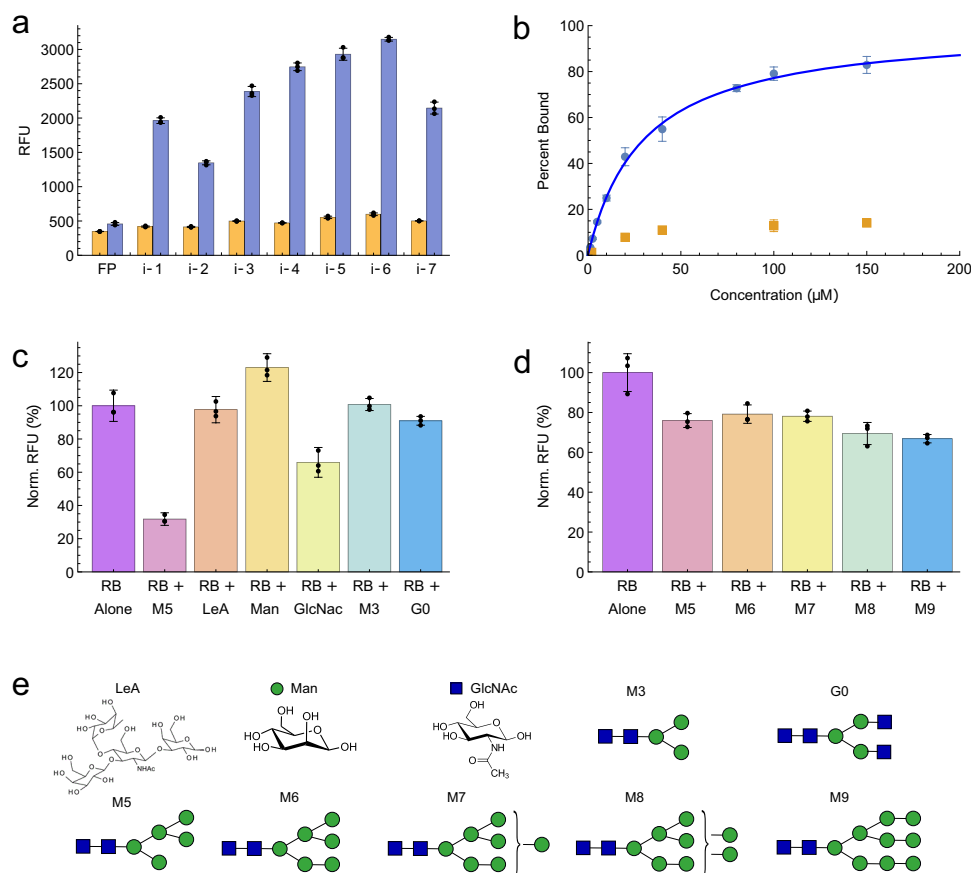 a
3000
2500
2000
1500
1000
500
0
RFU
FP i-1 i-2 i-3 i-4 i-5 i-6 i-7
b
80
60
40
20
0
Percent Bound
0 50 100 150 200
Concentration (µM)
c
120
100
80
60
40
20
0
Norm. RFU (%)
RB RB + RB + RB + RB + RB + RB +
Alone M5 LeA Man GlcNac M3 G0
d
100
80
60
40
20
0
Norm. RFU (%)
RB RB + RB + RB + RB + RB +
Alone M5 M6 M7 M8 M9
e
LeA
Man
GlcNAc
M3
G0
M5
M6
M7
M8
M9